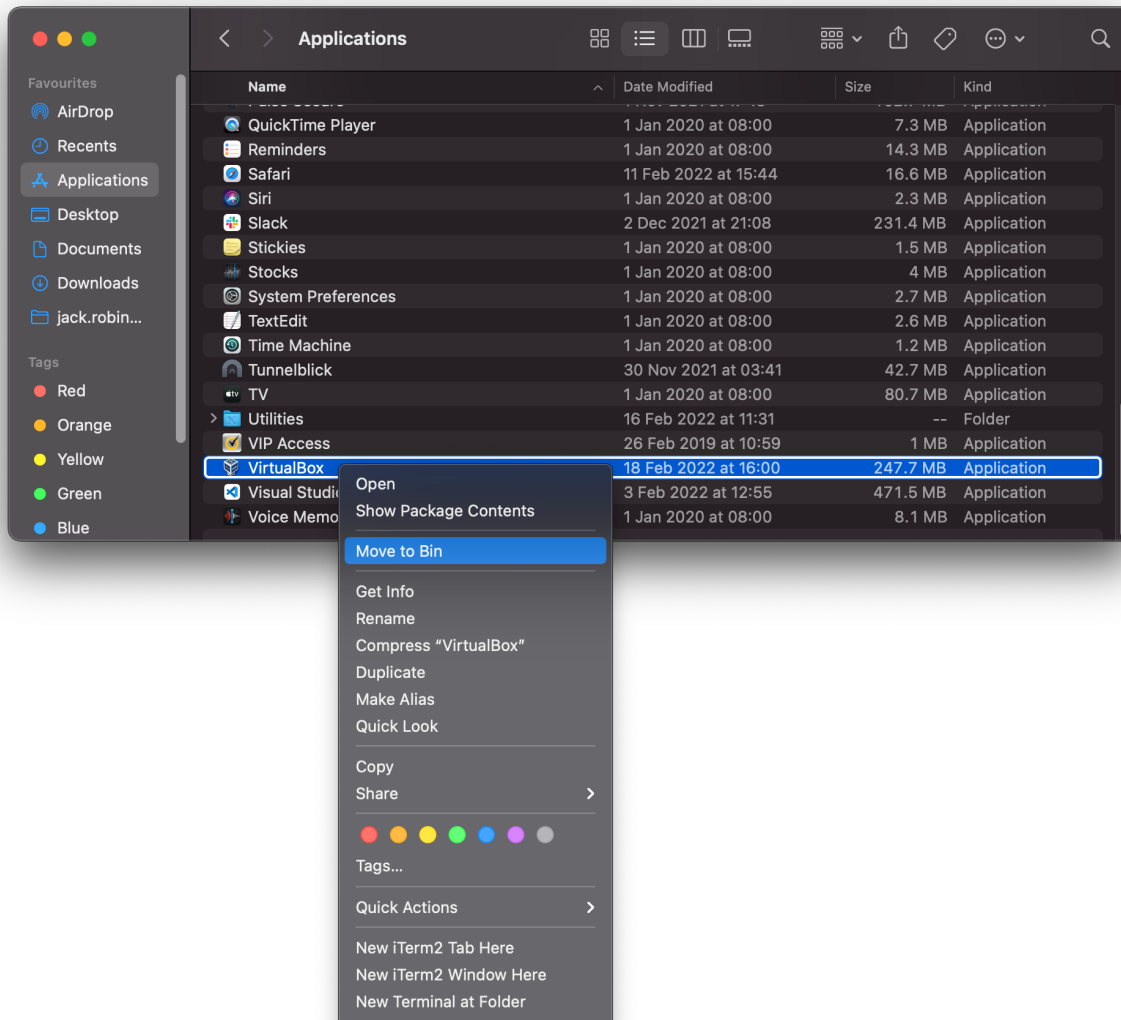 Applications
Favourites
AirDrop
Recents
Applications
Desktop
Documents
Downloads
jack.robin...
Tags
Red
Orange
Yellow
Green
Blue
Name Date Modified Size Kind
QuickTime Player 1 Jan 2020 at 08:00 7.3 MB Application
Reminders 1 Jan 2020 at 08:00 14.3 MB Application
Safari 11 Feb 2022 at 15:44 16.6 MB Application
Siri 1 Jan 2020 at 08:00 2.3 MB Application
Slack 2 Dec 2021 at 21:08 231.4 MB Application
Stickies 1 Jan 2020 at 08:00 1.5 MB Application
Stocks 1 Jan 2020 at 08:00 4 MB Application
System Preferences 1 Jan 2020 at 08:00 2.7 MB Application
TextEdit 1 Jan 2020 at 08:00 2.6 MB Application
Time Machine 1 Jan 2020 at 08:00 1.2 MB Application
Tunnelblick 30 Nov 2021 at 03:41 42.7 MB Application
TV 1 Jan 2020 at 08:00 80.7 MB Application
Utilities 16 Feb 2022 at 11:31 -- Folder
VIP Access 26 Feb 2019 at 10:59 1 MB Application
VirtualBox 18 Feb 2022 at 16:00 247.7 MB Application
Visual Studi 3 Feb 2022 at 12:55 471.5 MB Application
Voice Memo 1 Jan 2020 at 08:00 8.1 MB Application
Open
Show Package Contents
Move to Bin
Get Info
Rename
Compress “VirtualBox”
Duplicate
Make Alias
Quick Look
Copy
Share
Tags...
Quick Actions
New iTerm2 Tab Here
New iTerm2 Window Here
New Terminal at Folder